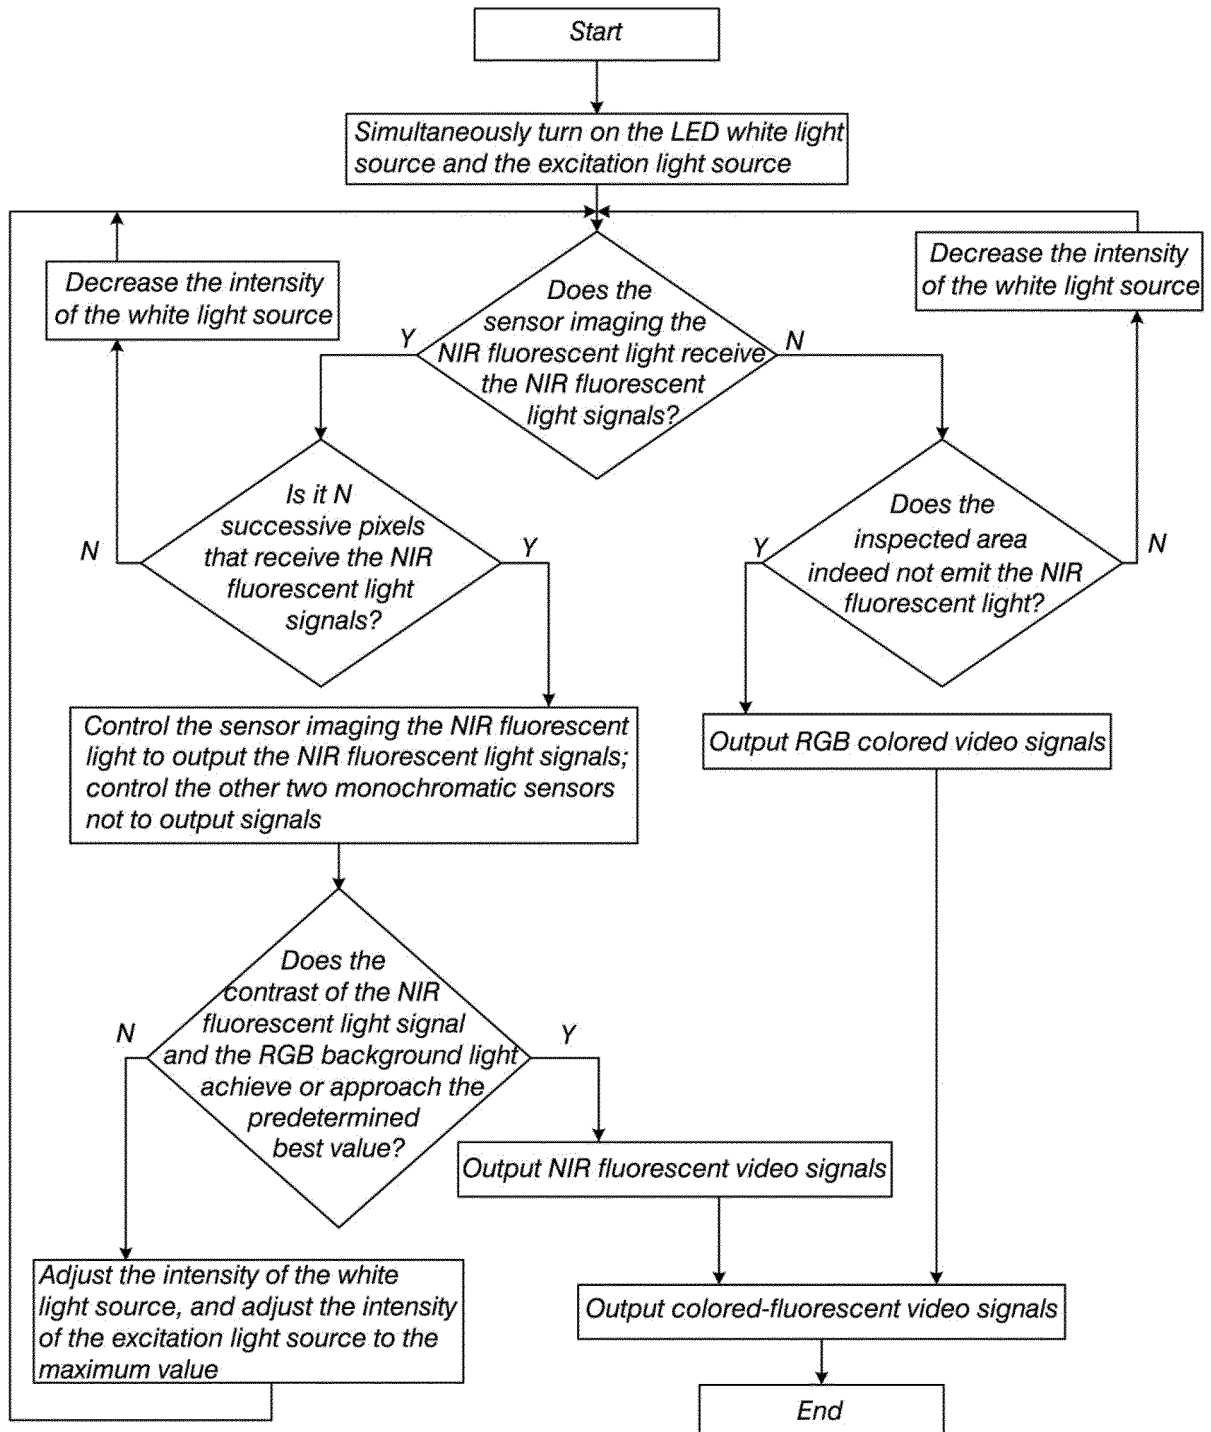 Start
Simultaneously turn on the LED white light
source and the excitation light source
Decrease the intensity
of the white light source
Decrease the intensity
of the white light source
Does the
sensor imaging the
NIR fluorescent light receive
the NIR fluorescent
light signals?
Y
N
Is it N
successive pixels
that receive the NIR
fluorescent light
signals?
N
Y
Does the
inspected area
indeed not emit the NIR
fluorescent light?
Y
N
Control the sensor imaging the NIR fluorescent
light to output the NIR fluorescent light signals;
control the other two monochromatic sensors
not to output signals
Output RGB colored video signals
Does the
contrast of the NIR
fluorescent light signal
and the RGB background light
achieve or approach the
predetermined
best value?
N
Y
Output NIR fluorescent video signals
Adjust the intensity of the white
light source, and adjust the intensity
of the excitation light source to the
maximum value
Output colored-fluorescent video signals
End